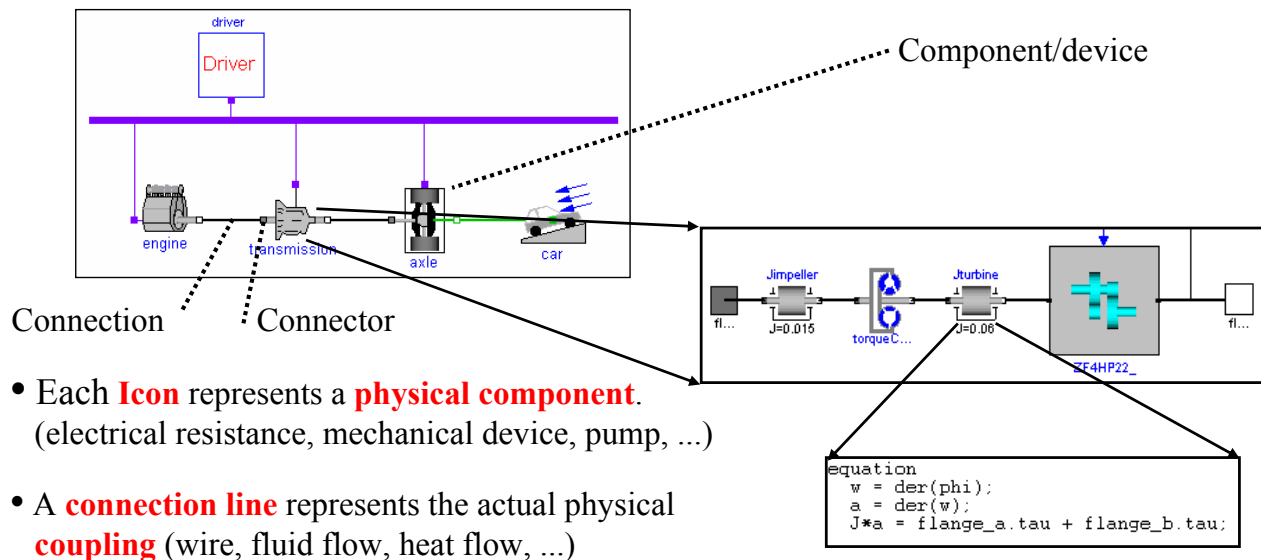 driver
Driver
Component/device
engine
transmission
axle
car
Connection
Connector
Jimpeller
Jturbine
fl...
J=0.015
torqueC...
J=0.06
ZF4HP22_
fl...
• Each Icon represents a physical component.
(electrical resistance, mechanical device, pump, ...)
• A connection line represents the actual physical
coupling (wire, fluid flow, heat flow, ...)
equation
w = der(phi);
a = der(w);
J*a = flange_a.tau + flange_b.tau;